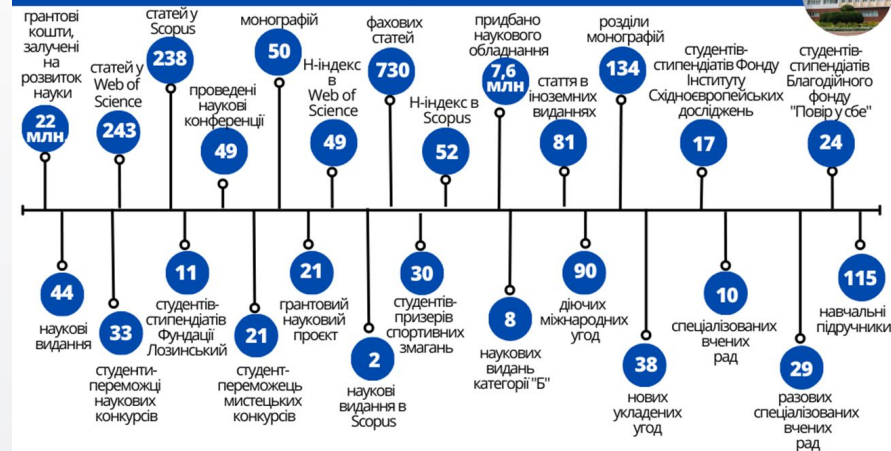 грантові
кошти,
залучені
на
розвиток
науки
22
млн.
статей у
Web of
Science
243
статей у
Scopus
238
проведені
наукові
конференції
49
монографій
50
H-індекс
в
Web of
Science
49
фахових
статей
730
H-індекс в
Scopus
52
придбано
наукового
обладнання
7,6
млн
стаття в
іноземних
виданнях
81
розділи
монографій
134
студентів-
стипендіатів Фонду
Інституту
Східноєвропейських
досліджень
17
студентів-
стипендіатів
Благодійного
фонду
"Повір у сбе"
24
44
наукові
видання
33
студенти-
переможці
наукових
конкурсів
11
студентів-
стипендіатів
Фундації
Лозинський
21
студент-
переможець
мистецьких
конкурсів
21
грантовий
науковий
проєкт
2
наукові
видання в
Scopus
30
студентів-
призерів
спортивних
змагань
8
наукових
видань
категорії "Б"
90
діючих
міжнародних
угод
38
нових
укладених
угод
10
спеціалізованих
вчених
рад
29
разових
спеціалізованих
вчених
рад
115
навчальні
підручники